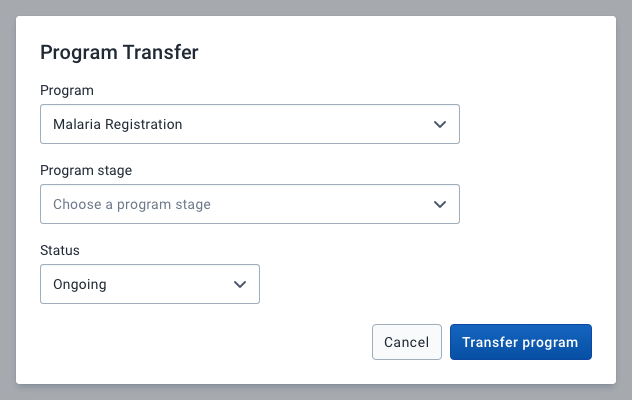 Program Transfer
Program
Malaria Registration
Program stage
Choose a program stage
Status
Ongoing
Cancel Transfer program